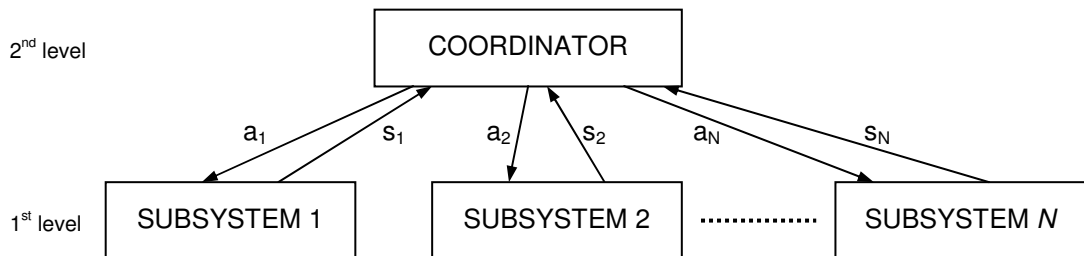 2nd level
COORDINATOR
a1
s1
a2
s2
aN
sN
1st level
SUBSYSTEM 1
SUBSYSTEM 2
SUBSYSTEM N